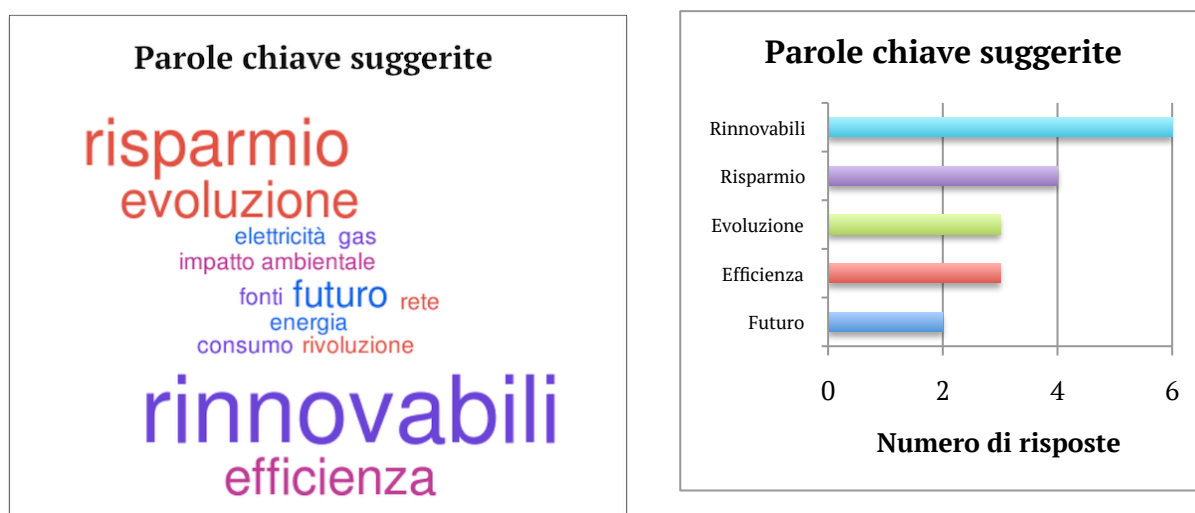 Parole chiave suggerite
risparmio
evoluzione
elettricità gas
impatto ambientale
fonti futuro rete
energia
consumo rivoluzione
rinnovabili
efficienza
Parole chiave suggerite
Rinnovabili
Risparmio
Evoluzione
Efficienza
Futuro
0 2 4 6
Numero di risposte